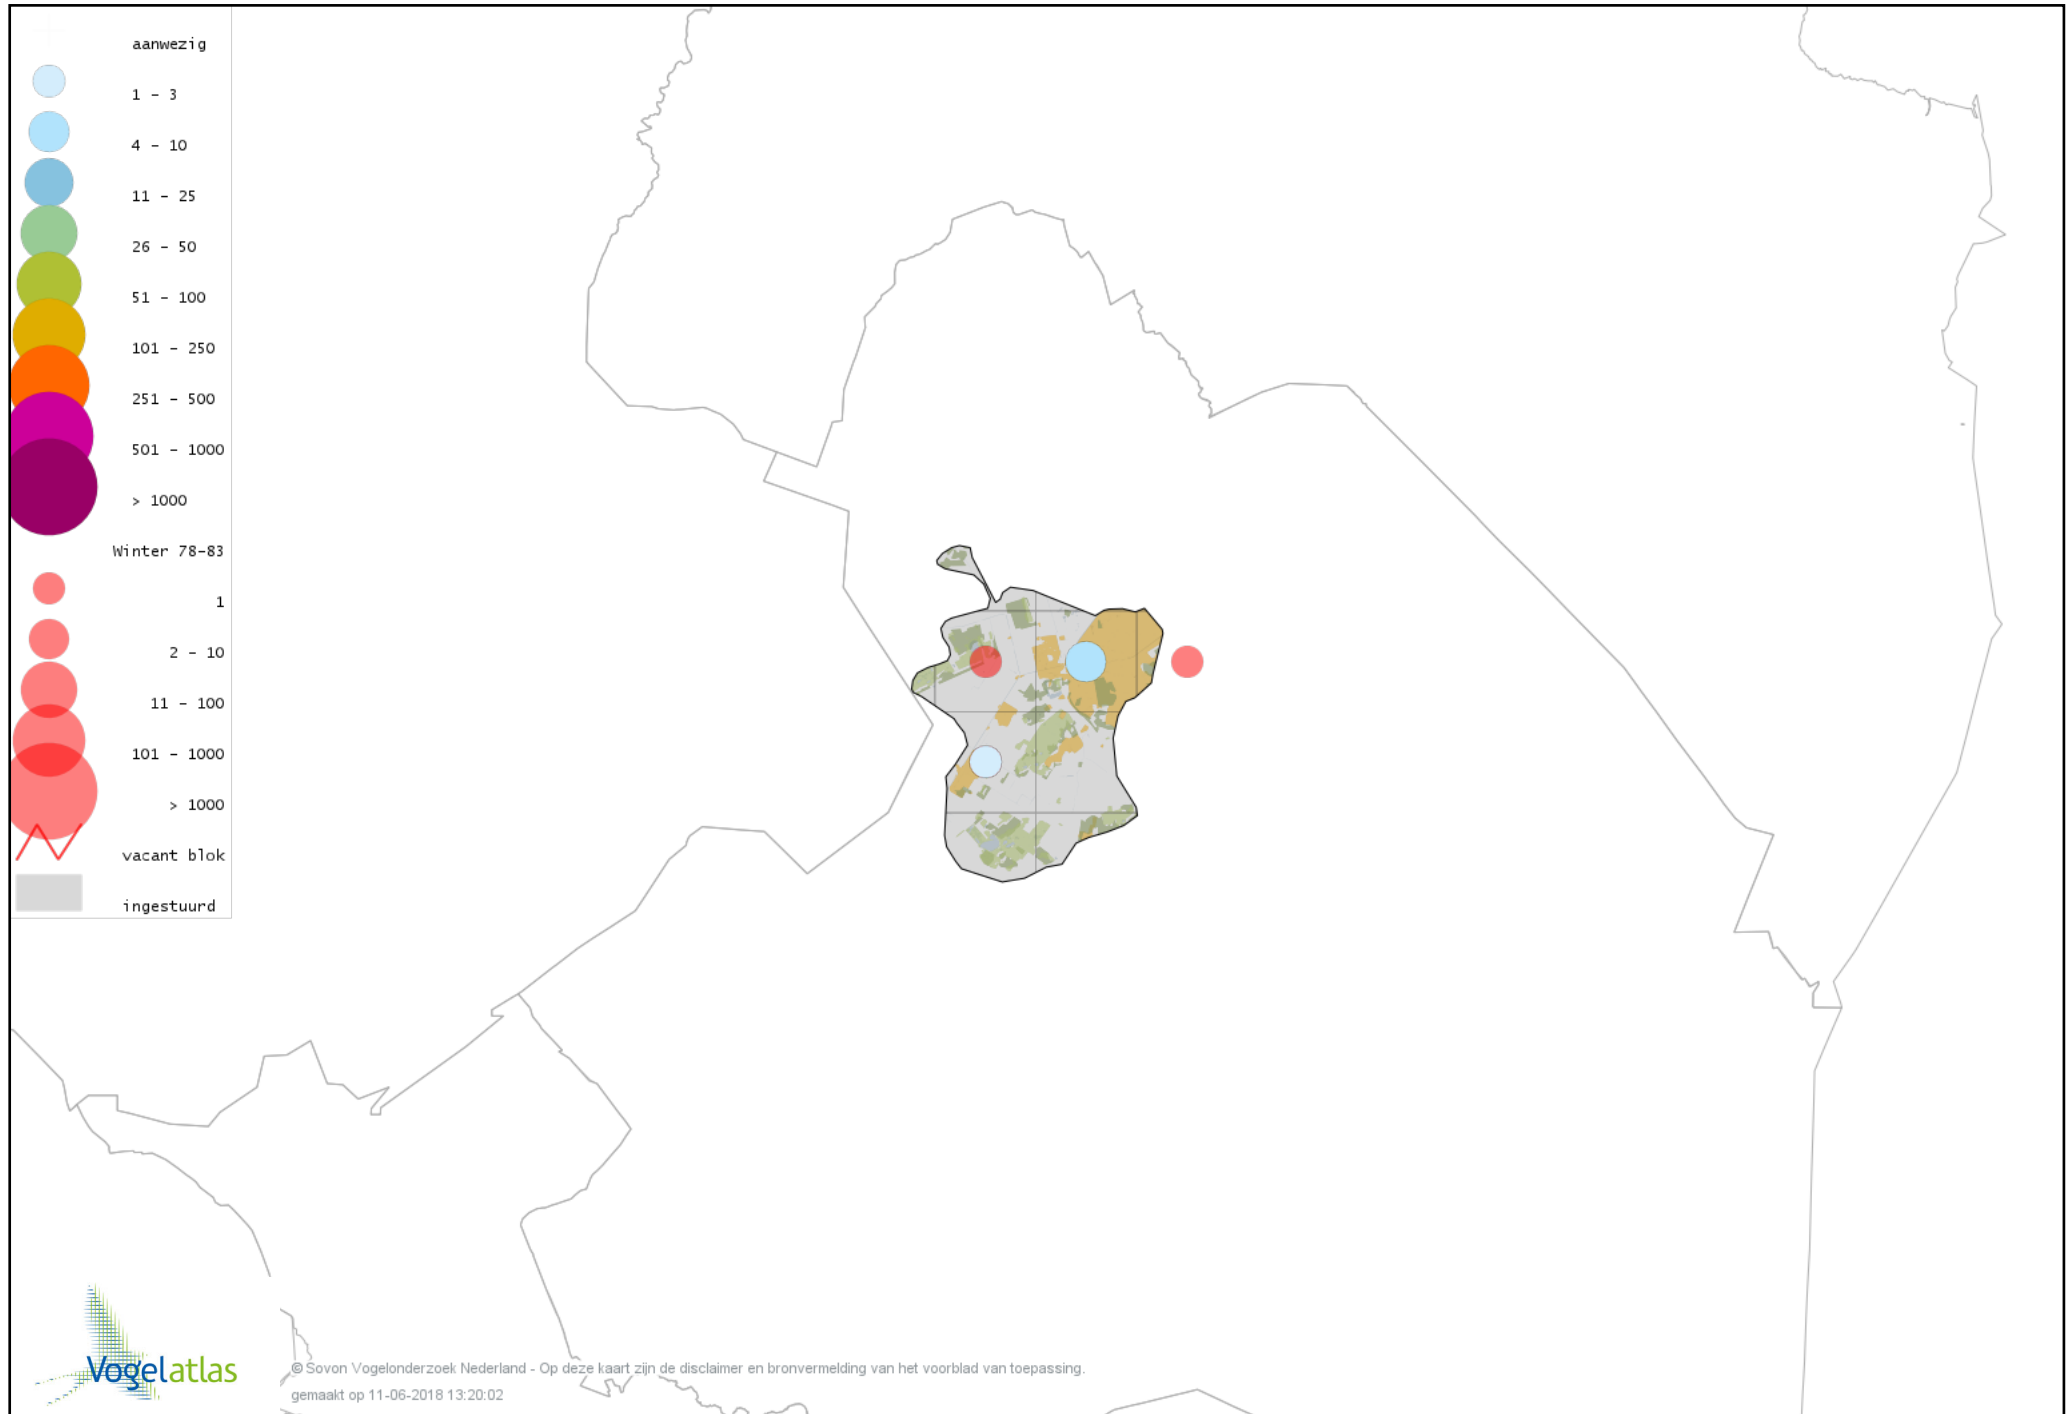 aanwezig
1 - 3
4 - 10
11 - 25
26 - 50
51 - 100
101 - 250
251 - 500
501 - 1000
> 1000
Winter 78-83
1
2 - 10
11 - 100
101 - 1000
> 1000
vacant blok
ingestuurd
Vogelatlas
© Sovon Vogelonderzoek Nederland - Op deze kaart zijn de disclaimer en bronvermelding van het voorblad van toepassing.
gemaakt op 11-06-2018 13:20:02